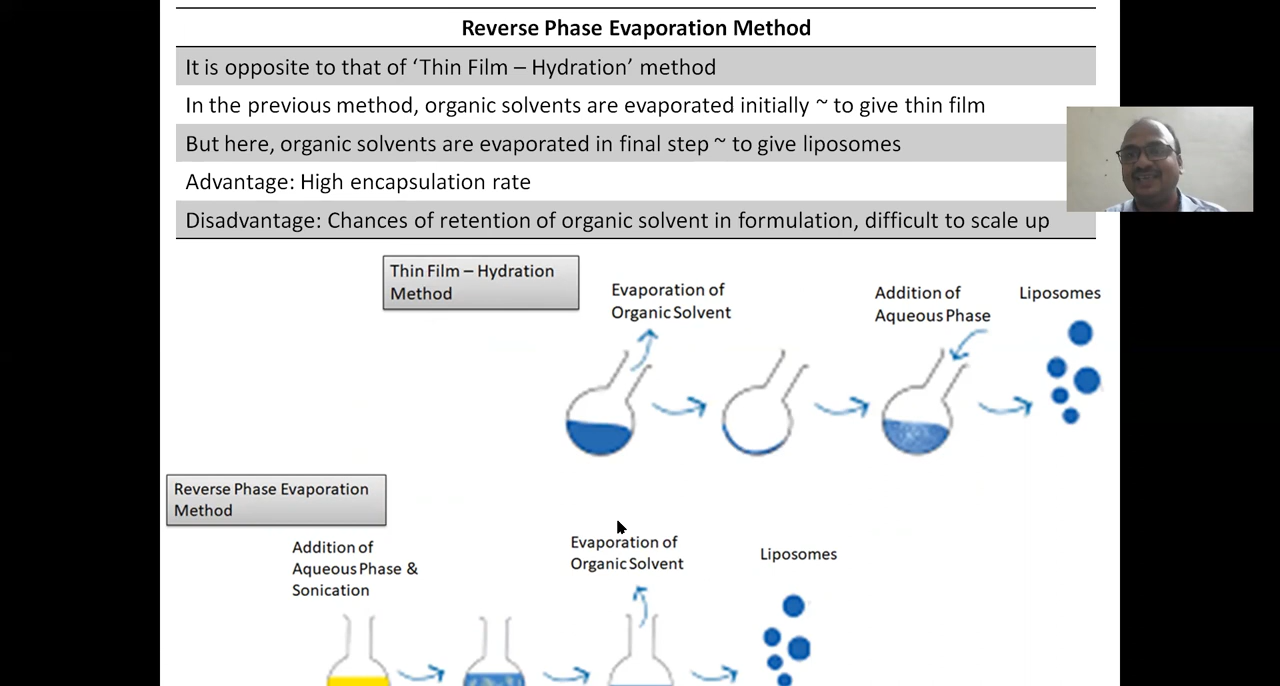 Reverse Phase Evaporation Method
It is opposite to that of ‘Thin Film – Hydration’ method
In the previous method, organic solvents are evaporated initially ~ to give thin film
But here, organic solvents are evaporated in final step ~ to give liposomes
Advantage: High encapsulation rate
Disadvantage: Chances of retention of organic solvent in formulation, difficult to scale up
Thin Film – Hydration
Method
Evaporation of
Organic Solvent
Addition of
Aqueous Phase
Liposomes
Reverse Phase Evaporation
Method
Addition of
Aqueous Phase &
Sonication
Evaporation of
Organic Solvent
Liposomes